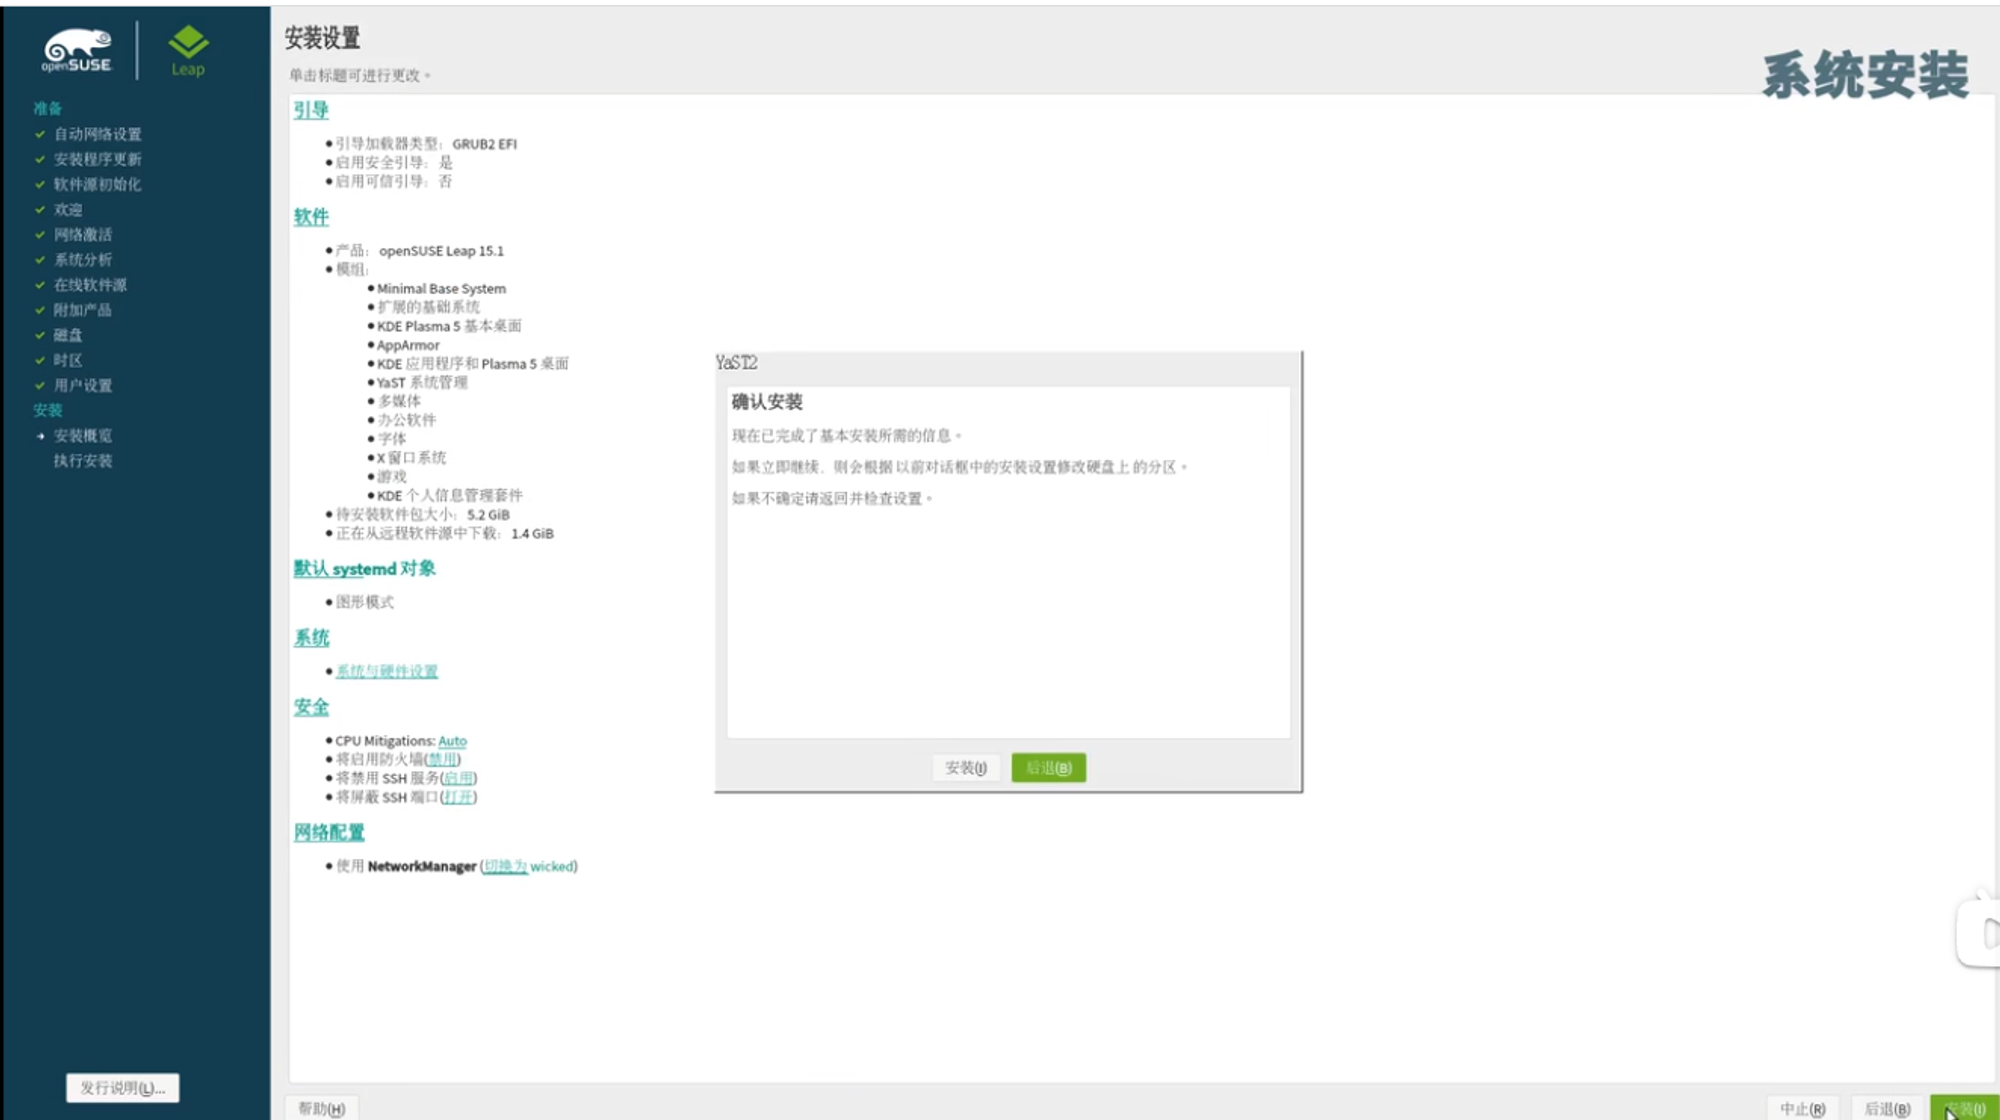 openSUSE
Leap
准备
自动网络设置
安装程序更新
软件源初始化
欢迎
网络激活
系统分析
在线软件源
附加产品
磁盘
时区
用户设置
安装
安装概览
执行安装
发行说明(L)...
安装设置
单击标题可进行更改。
系统安装
引导
引导加载器类型: GRUB2 EFI
启用安全引导: 是
启用可信引导: 否
软件
产品: openSUSE Leap 15.1
模组:
Minimal Base System
扩展的基础系统
KDE Plasma 5 基本桌面
AppArmor
KDE 应用程序和 Plasma 5 桌面
YaST 系统管理
多媒体
办公软件
字体
X 窗口系统
游戏
KDE 个人信息管理套件
待安装软件包大小: 5.2 GiB
正在从远程软件源中下载: 1.4 GiB
默认 systemd 对象
图形模式
系统
系统与硬件设置
安全
CPU Mitigations: Auto
将启用防火墙(禁用)
将禁用 SSH 服务(启用)
将屏蔽 SSH 端口(打开)
网络配置
使用 NetworkManager (切换为 wicked)
YaST2
确认安装
现在已完成了基本安装所需的信息。
如果立即继续，则会根据以前对话框中的安装设置修改硬盘上的分区。
如果不确定请返回并检查设置。
安装(I) 后退(B)
帮助(H) 中止(R) 后退(B) 安装(I)